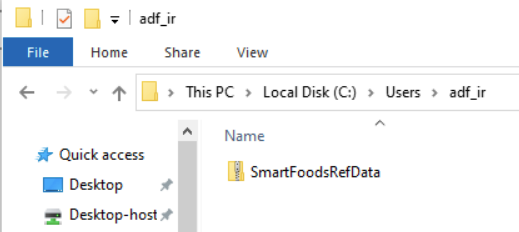 adf_ir
File Home Share View
This PC > Local Disk (C:) > Users > adf_ir
Name
Quick access
SmartFoodsRefData
Desktop
Desktop-host